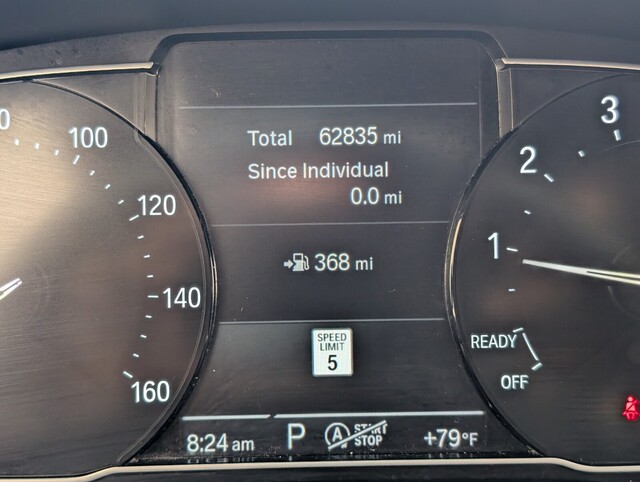 Total 62835 mi
Since Individual
0.0 mi
368 mi
SPEED
LIMIT
5
8:24 am P A START STOP +79°F
100
120
140
160
3
2
1
READY
OFF